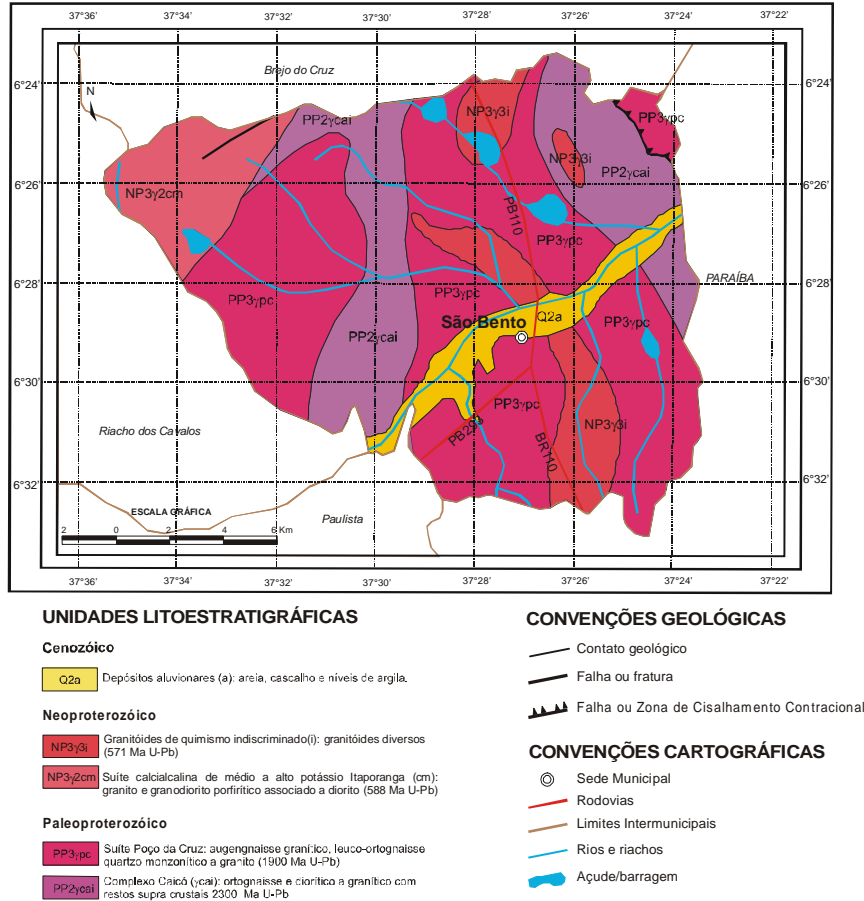 37°36' 37°34' 37°32' 37°30' 37°28' 37°26' 37°24' 37°22'
6°24' 6°24'
6°26' 6°26'
6°28' 6°28'
6°30' 6°30'
6°32' 6°32'
N
Brejo do Cruz
PP2γcai
NP3γ3i
PP3γpc
NP3γ3i
PP2γcai
NP3γ2cm
PB110
PP3γpc
PARAÍBA
PP3γpc
PP3γpc
São Bento
Q2a
PP3γpc
PP2γcai
PP3γpc
NP3γ3i
PB293
BR110
Riacho dos Cavalos
Paulista
ESCALA GRÁFICA
2 0 2 4 6 Km
37°36' 37°34' 37°32' 37°30' 37°28' 37°26' 37°24' 37°22'
UNIDADES LITOESTRATIGRÁFICAS
Cenozóico
Q2a Depósitos aluvionares (a): areia, cascalho e níveis de argila.
Neoproterozóico
NP3γ3i Granitóides de quimismo indiscriminado(i): granitóides diversos
(571 Ma U-Pb)
NP3γ2cm Suíte calcialcalina de médio a alto potássio Itaporanga (cm):
granito e granodiorito porfirítico associado a diorito (588 Ma U-Pb)
Paleoproterozóico
PP3γpc Suíte Poço da Cruz: augengnaisse granítico, leuco-ortognaisse
quartzo monzonítico a granito (1900 Ma U-Pb)
PP2γcai Complexo Caicó (γcai): ortognaisse e diorítico a granítico com
restos supra crustais 2300 Ma U-Pb
CONVENÇÕES GEOLÓGICAS
Contato geológico
Falha ou fratura
Falha ou Zona de Cisalhamento Contracional
CONVENÇÕES CARTOGRÁFICAS
Sede Municipal
Rodovias
Limites Intermunicipais
Rios e riachos
Açude/barragem